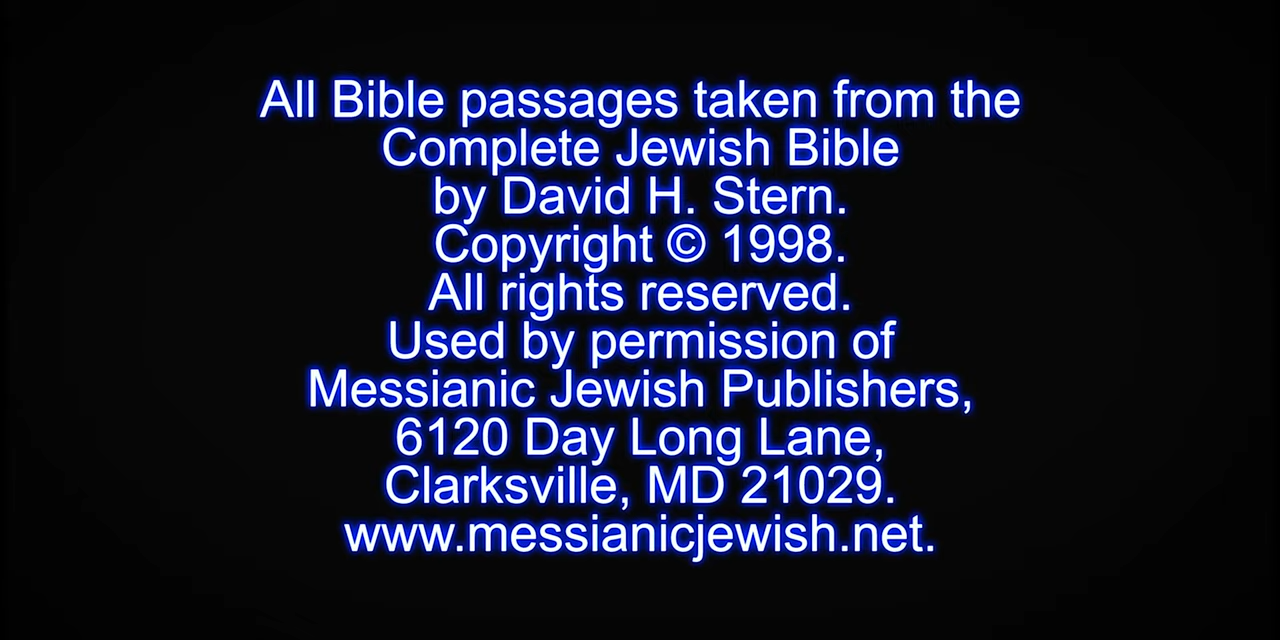 All Bible passages taken from the
Complete Jewish Bible
by David H. Stern.
Copyright © 1998.
All rights reserved.
Used by permission of
Messianic Jewish Publishers,
6120 Day Long Lane,
Clarksville, MD 21029.
www.messianicjewish.net.